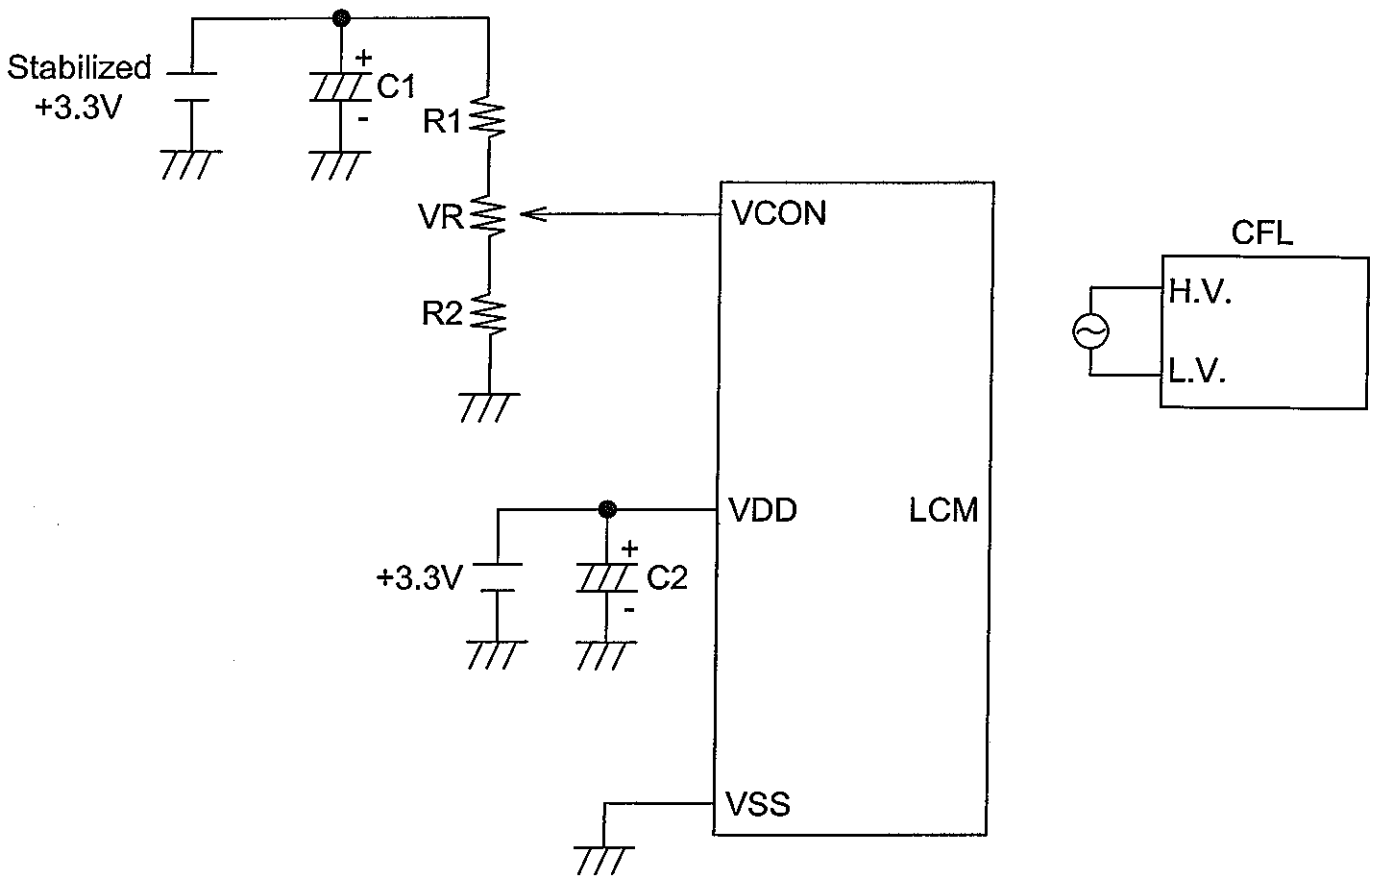 Stabilized
+3.3V
+
C1
-
R1
VR
R2
VCON
CFL
H.V.
L.V.
VDD
LCM
+3.3V
+
C2
-
VSS